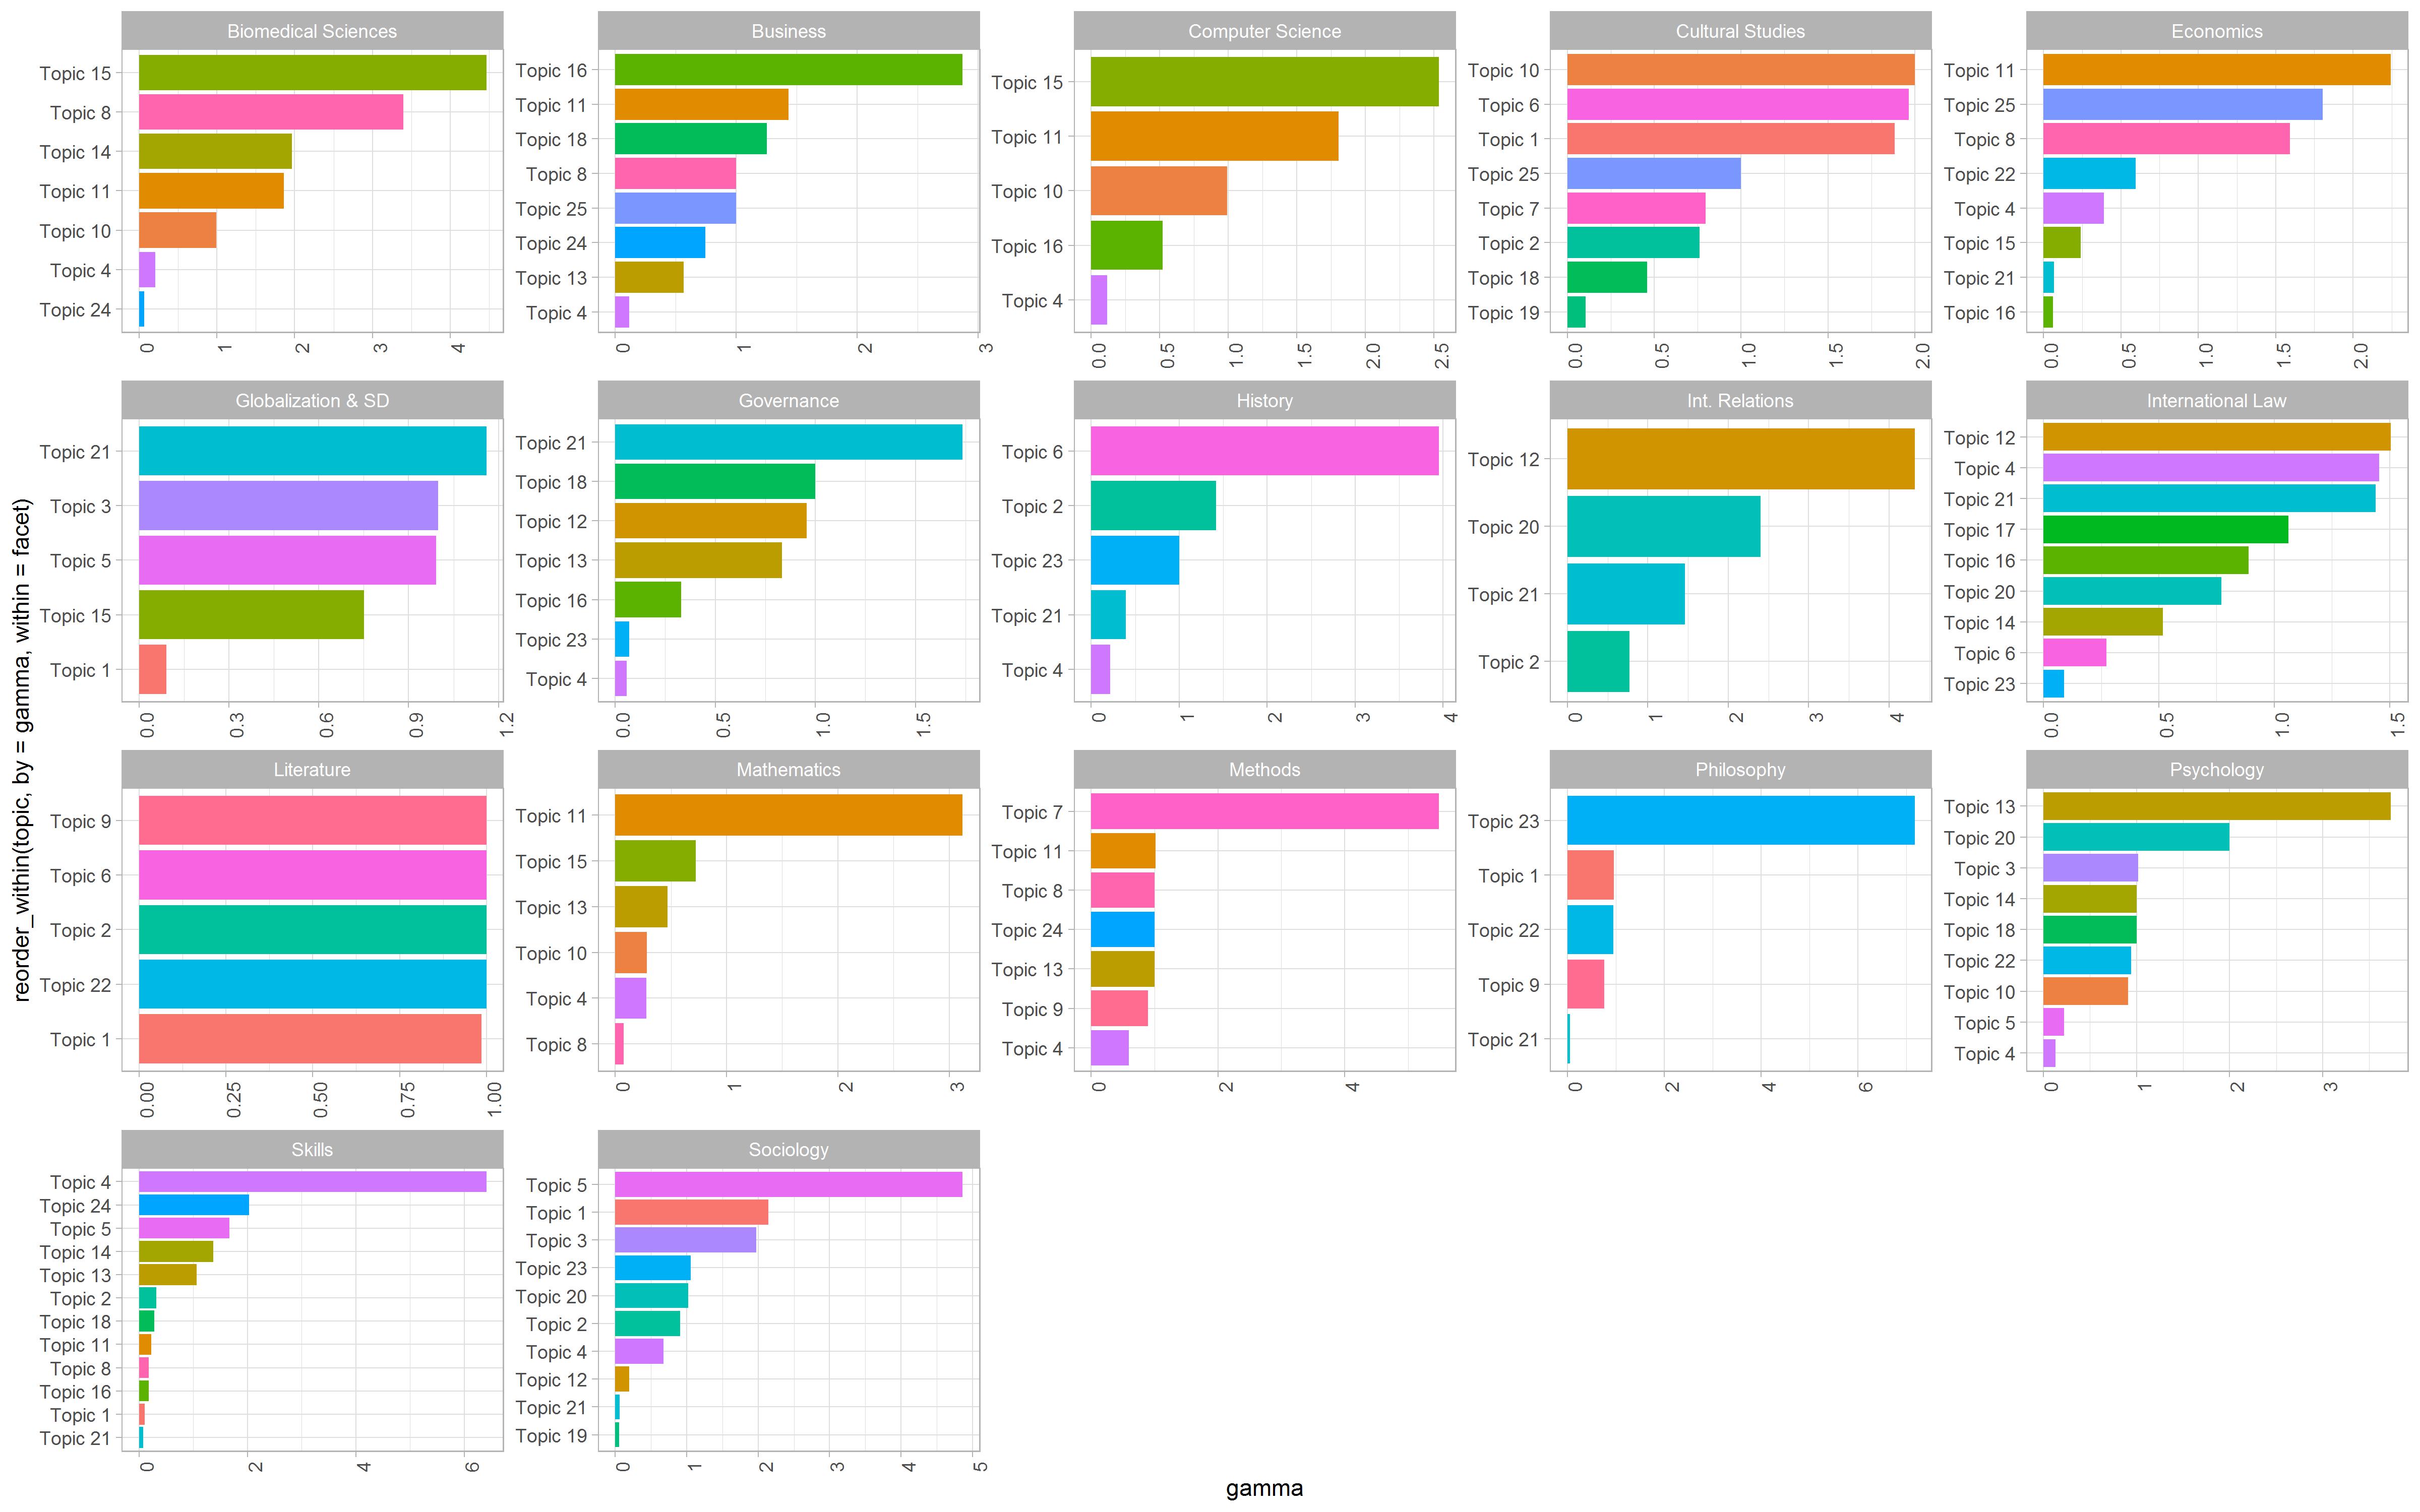 reorder_within(topic, by = gamma, within = facet)
Biomedical Sciences
Topic 15
Topic 8
Topic 14
Topic 11
Topic 10
Topic 4
Topic 24
0 1 2 3 4
Business
Topic 16
Topic 11
Topic 18
Topic 8
Topic 25
Topic 24
Topic 13
Topic 4
0 1 2 3
Computer Science
Topic 15
Topic 11
Topic 10
Topic 16
Topic 4
0.0 0.5 1.0 1.5 2.0 2.5
Cultural Studies
Topic 10
Topic 6
Topic 1
Topic 25
Topic 7
Topic 2
Topic 18
Topic 19
0.0 0.5 1.0 1.5 2.0
Economics
Topic 11
Topic 25
Topic 8
Topic 22
Topic 4
Topic 15
Topic 21
Topic 16
0.0 0.5 1.0 1.5 2.0
Globalization & SD
Topic 21
Topic 3
Topic 5
Topic 15
Topic 1
0.0 0.3 0.6 0.9 1.2
Governance
Topic 21
Topic 18
Topic 12
Topic 13
Topic 16
Topic 23
Topic 4
0.0 0.5 1.0 1.5
History
Topic 6
Topic 2
Topic 23
Topic 21
Topic 4
0 1 2 3 4
Int. Relations
Topic 12
Topic 20
Topic 21
Topic 2
0 1 2 3 4
International Law
Topic 12
Topic 4
Topic 21
Topic 17
Topic 16
Topic 20
Topic 14
Topic 6
Topic 23
0.0 0.5 1.0 1.5
Literature
Topic 9
Topic 6
Topic 2
Topic 22
Topic 1
0.00 0.25 0.50 0.75 1.00
Mathematics
Topic 11
Topic 15
Topic 13
Topic 10
Topic 4
Topic 8
0 1 2 3
Methods
Topic 7
Topic 11
Topic 8
Topic 24
Topic 13
Topic 9
Topic 4
0 2 4
Philosophy
Topic 23
Topic 1
Topic 22
Topic 9
Topic 21
0 2 4 6
Psychology
Topic 13
Topic 20
Topic 3
Topic 14
Topic 18
Topic 22
Topic 10
Topic 5
Topic 4
0 1 2 3
Skills
Topic 4
Topic 24
Topic 5
Topic 14
Topic 13
Topic 2
Topic 18
Topic 11
Topic 8
Topic 16
Topic 1
Topic 21
0 2 4 6
Sociology
Topic 5
Topic 1
Topic 3
Topic 23
Topic 20
Topic 2
Topic 4
Topic 12
Topic 21
Topic 19
0 1 2 3 4 5
gamma